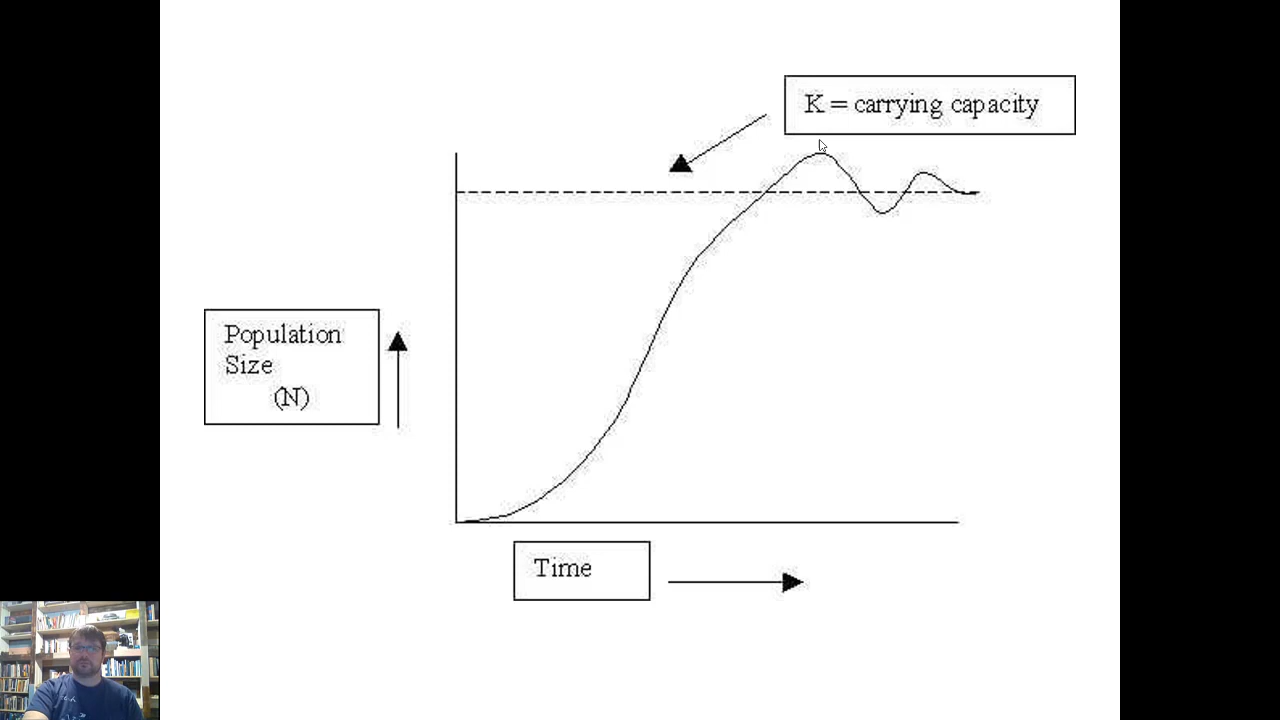 K = carrying capacity
Population
Size
(N)
Time